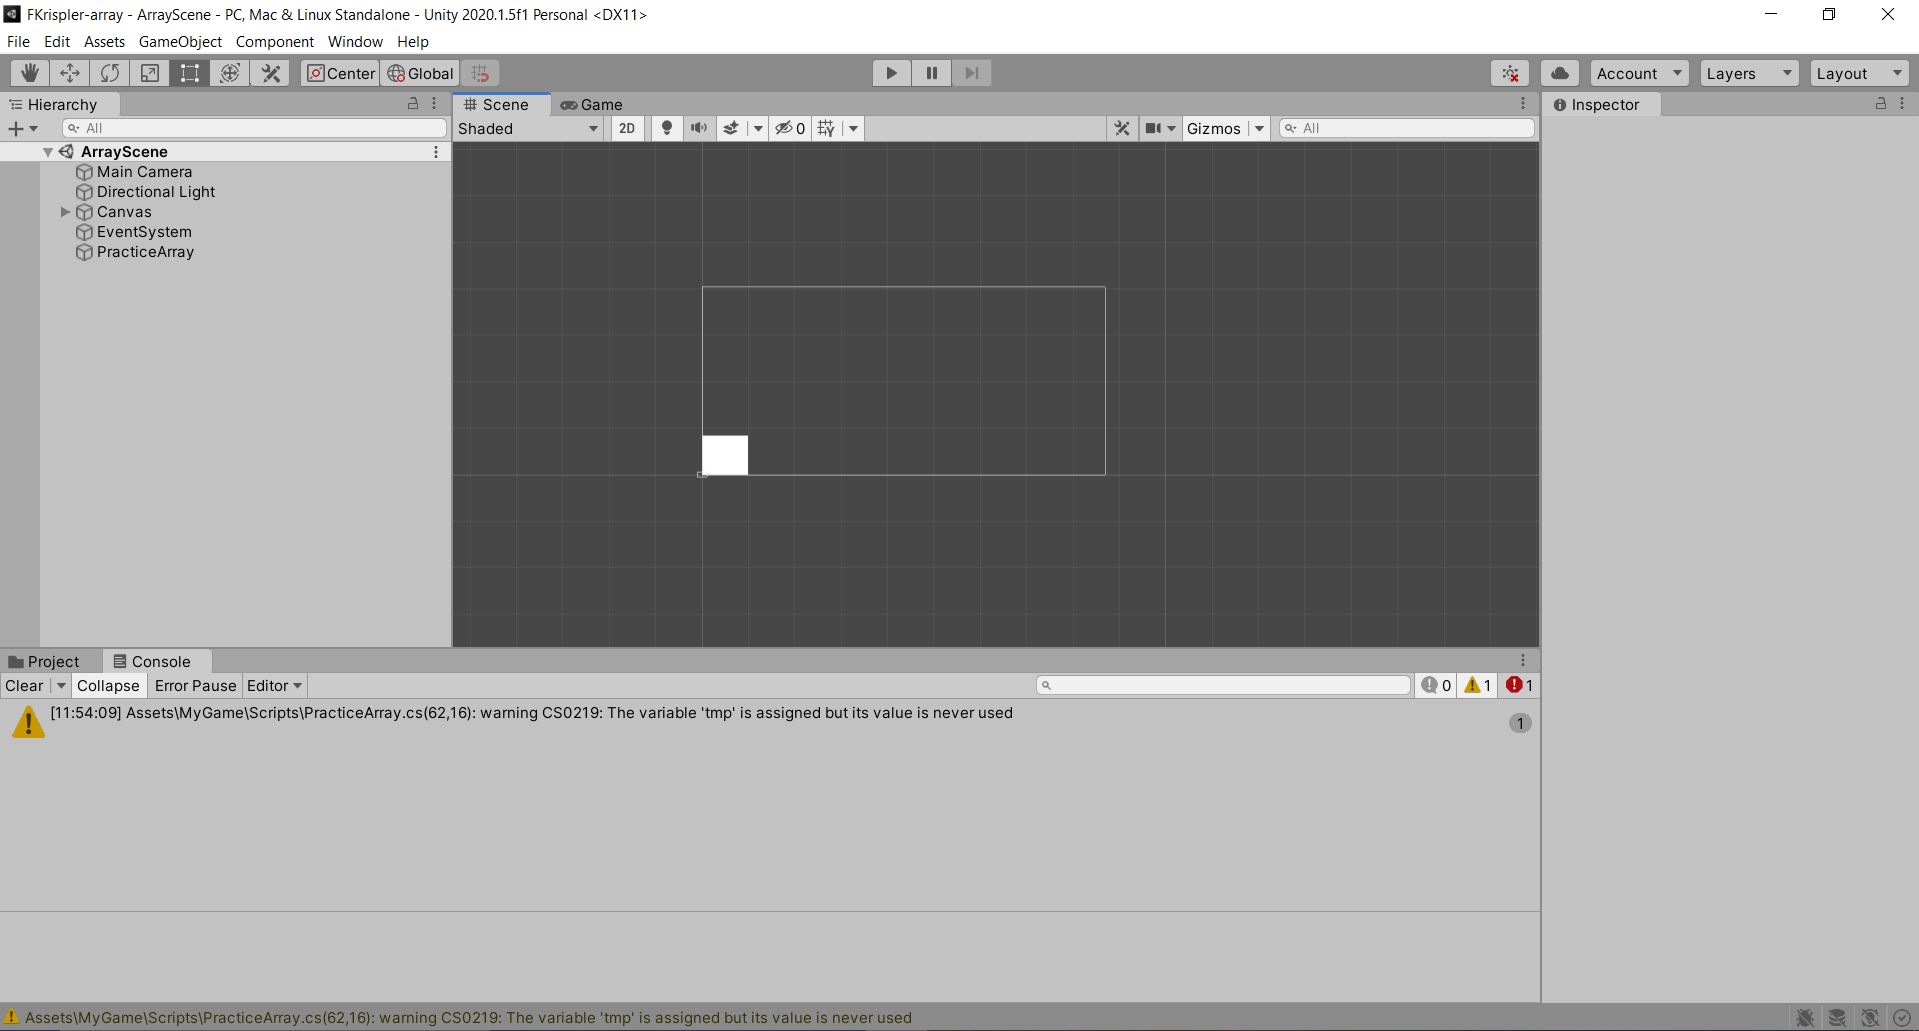 FKrispler-array - ArrayScene - PC, Mac & Linux Standalone - Unity 2020.1.5f1 Personal <DX11>
File Edit Assets GameObject Component Window Help
Center Global Account Layers Layout
Hierarchy
All
ArrayScene
Main Camera
Directional Light
Canvas
EventSystem
PracticeArray
Scene Game
Shaded 2D 0 Gizmos All
Inspector
Project Console
Clear Collapse Error Pause Editor 0 1 1
[11:54:09] Assets\MyGame\Scripts\PracticeArray.cs(62,16): warning CS0219: The variable 'tmp' is assigned but its value is never used
1
Assets\MyGame\Scripts\PracticeArray.cs(62,16): warning CS0219: The variable 'tmp' is assigned but its value is never used